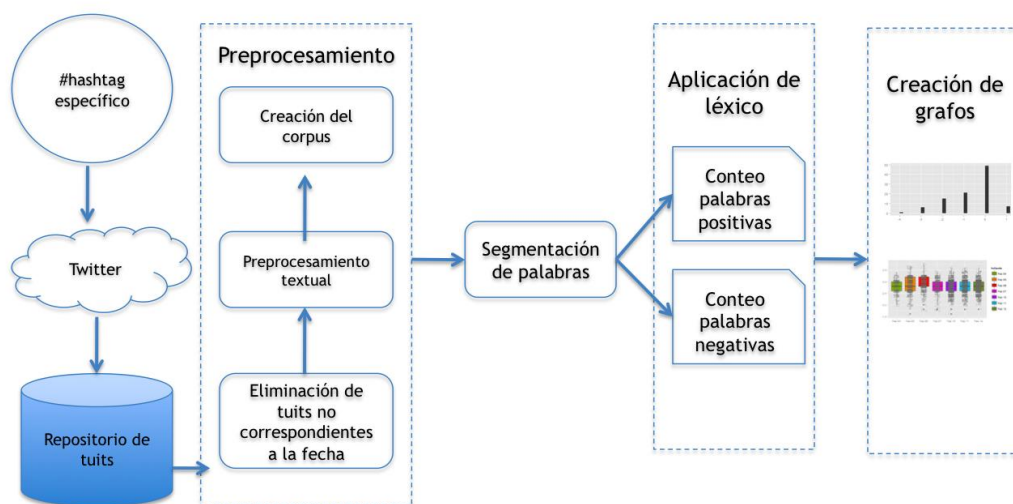 #hashtag
específico
Twitter
Repositorio de
tuits
Preprocesamiento
Creación del
corpus
Preprocesamiento
textual
Eliminación de
tuits no
correspondientes
a la fecha
Segmentación
de palabras
Aplicación de
léxico
Conteo
palabras
positivas
Conteo
palabras
negativas
Creación de
grafos